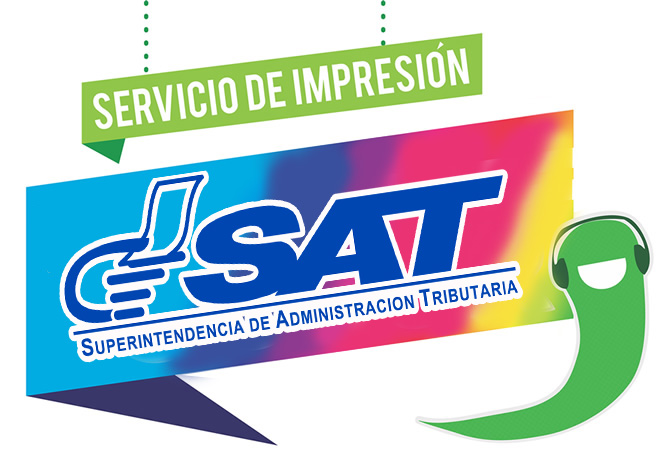 SERVICIO DE IMPRESIÓN
SAT
SUPERINTENDENCIA DE ADMINISTRACION TRIBUTARIA